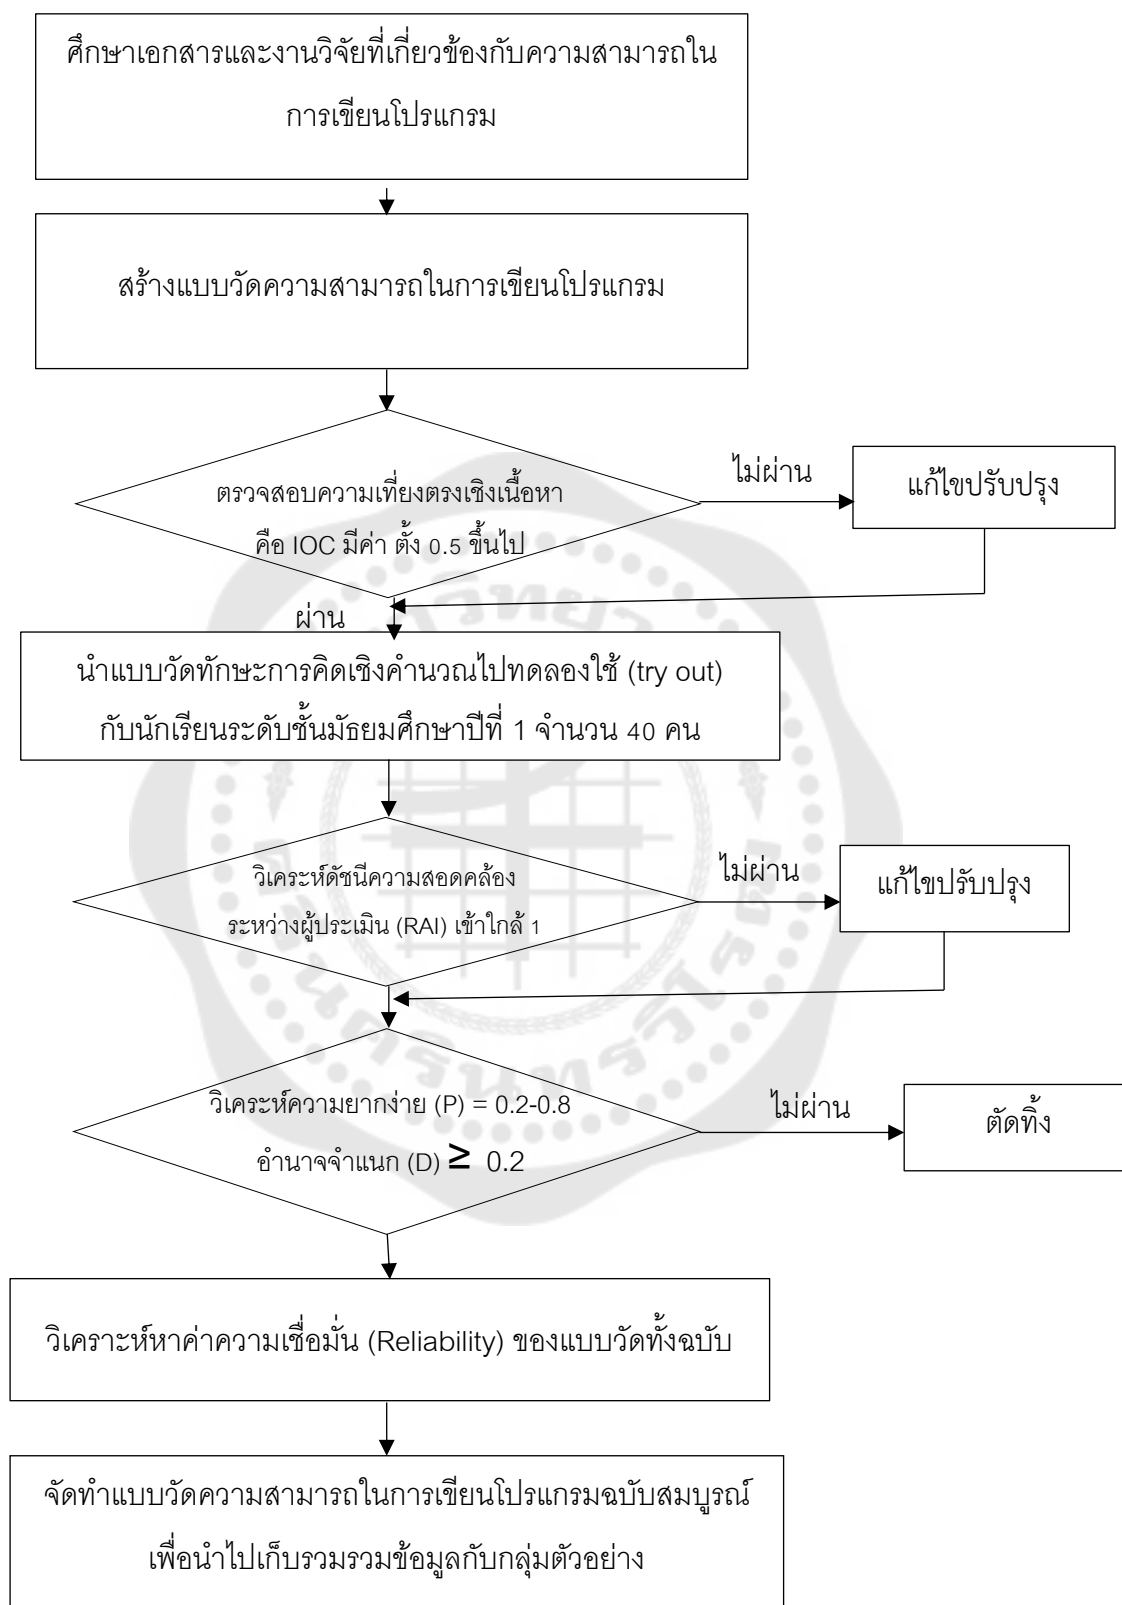 ศึกษาเอกสารและงานวิจัยที่เกี่ยวข้องกับความสามารถใน
การเขียนโปรแกรม
สร้างแบบวัดความสามารถในการเขียนโปรแกรม
ตรวจสอบความเที่ยงตรงเชิงเนื้อหา
คือ IOC มีค่า ตั้ง 0.5 ขึ้นไป
ไม่ผ่าน
แก้ไขปรับปรุง
ผ่าน
นำแบบวัดทักษะการคิดเชิงคำนวณไปทดลองใช้ (try out)
กับนักเรียนระดับชั้นมัธยมศึกษาปีที่ 1 จำนวน 40 คน
วิเคระห์ดัชนีความสอดคล้อง
ระหว่างผู้ประเมิน (RAI) เข้าใกล้ 1
ไม่ผ่าน
แก้ไขปรับปรุง
วิเคระห์ความยากง่าย (P) = 0.2-0.8
อำนาจจำแนก (D) ≥ 0.2
ไม่ผ่าน
ตัดทิ้ง
วิเคราะห์หาค่าความเชื่อมั่น (Reliability) ของแบบวัดทั้งฉบับ
จัดทำแบบวัดความสามารถในการเขียนโปรแกรมฉบับสมบูรณ์
เพื่อนำไปเก็บรวมรวมข้อมูลกับกลุ่มตัวอย่าง